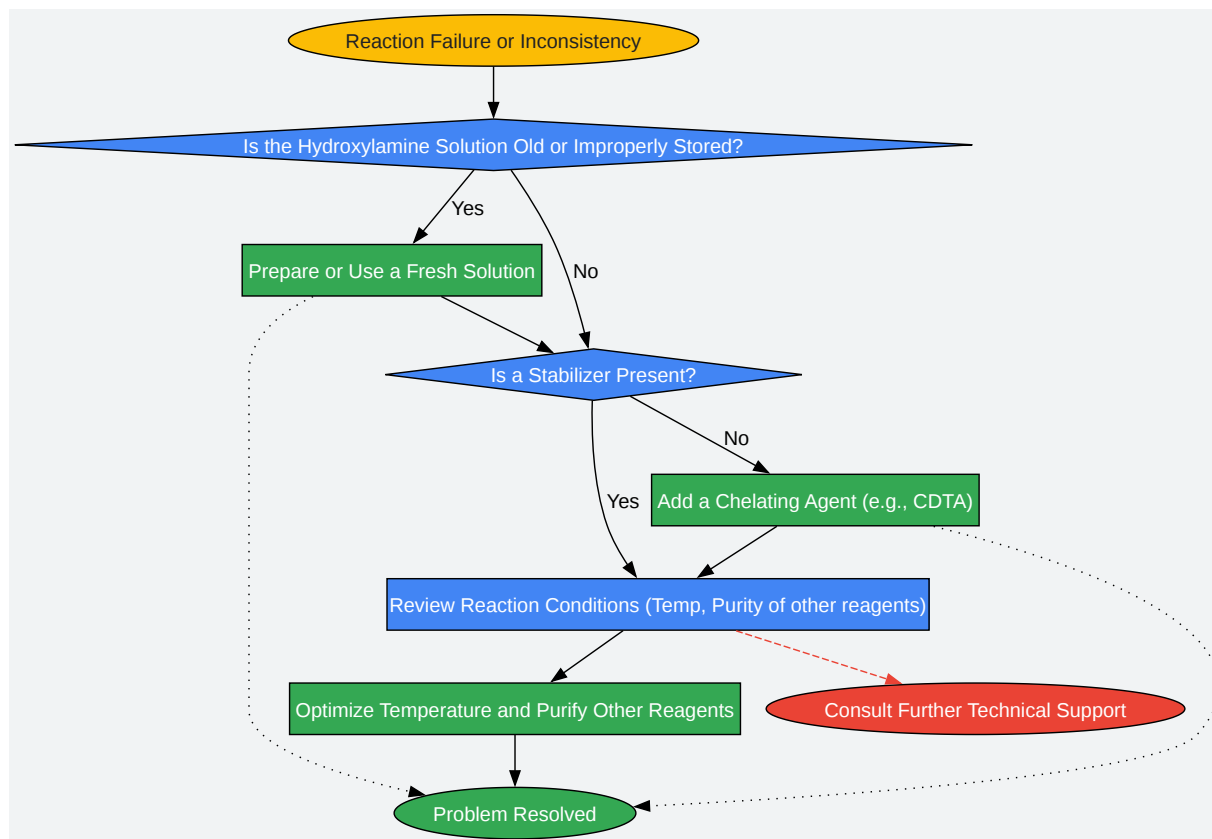 Reaction Failure or Inconsistency
Is the Hydroxylamine Solution Old or Improperly Stored?
Yes
Prepare or Use a Fresh Solution
No
Is a Stabilizer Present?
No
Yes
Add a Chelating Agent (e.g., CDTA)
Review Reaction Conditions (Temp, Purity of other reagents)
Optimize Temperature and Purify Other Reagents
Consult Further Technical Support
Problem Resolved